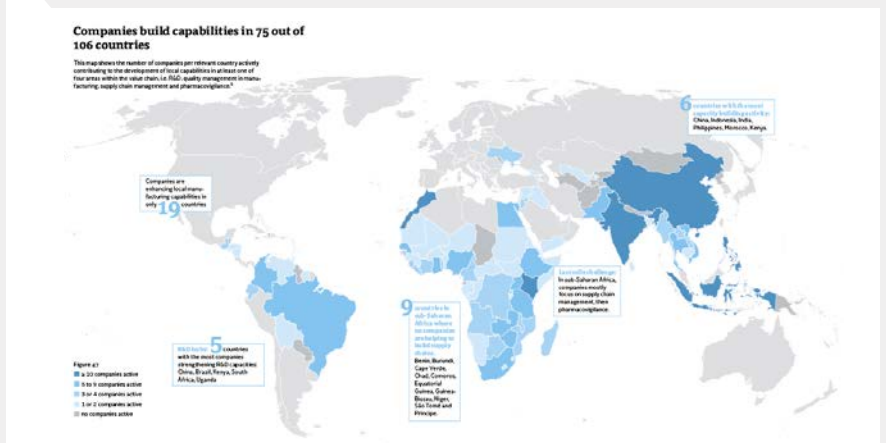 Companies build capabilities in 75 out of
106 countries
This map shows the number of companies per relevant country actively
contributing to the development of local capabilities in at least one of
four areas within the value chain, i.e. R&D, quality management in manu-
facturing, supply chain management and pharmacovigilance.
6 countries with the most
capacity building activity:
China, Indonesia, India,
Philippines, Morocco, Kenya.
Companies are
enhancing local manu-
facturing capabilities in
only 19 countries
Local needs challenge:
In sub-Saharan Africa,
companies mostly
focus on supply chain
management, then
pharmacovigilance.
9 countries in
sub-Saharan
Africa where
no companies
are helping to
build supply
chains:
Benin, Burundi,
Cape Verde,
Chad, Comoros,
Equatorial
Guinea, Guinea-
Bissau, Niger,
São Tomé and
Principe.
5 countries
with the most companies
strengthening R&D capacities:
China, Brazil, Kenya, South
Africa, Uganda
Figure 47
≥ 10 companies active
5 to 9 companies active
3 or 4 companies active
1 or 2 companies active
no companies active